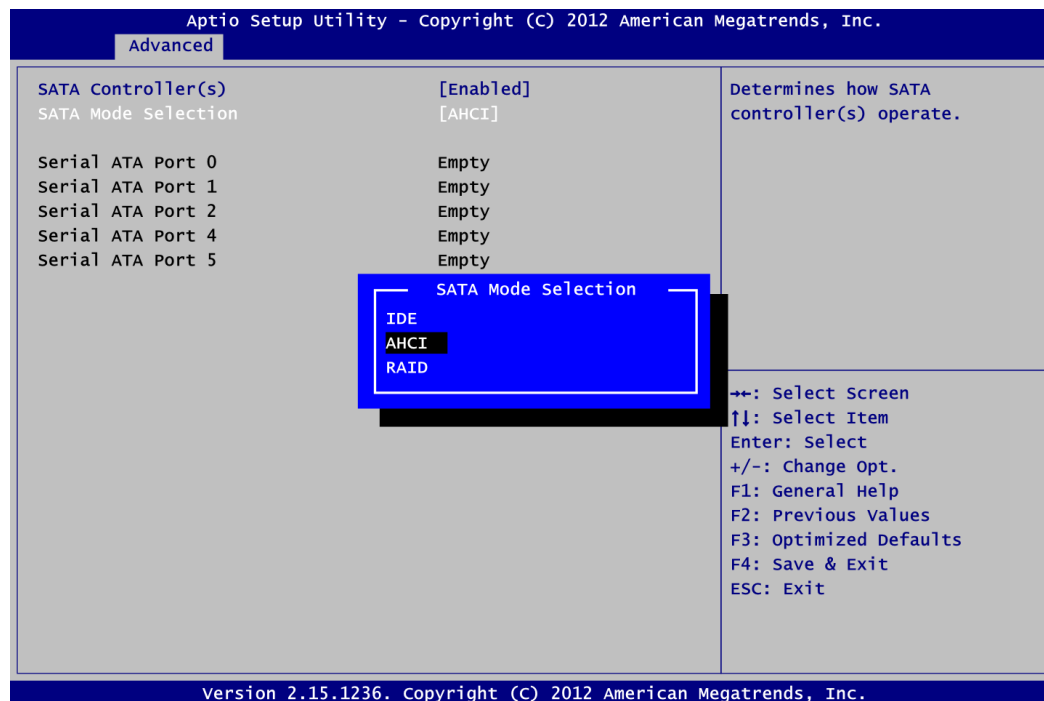 Aptio Setup Utility – Copyright (C) 2012 American Megatrends, Inc.
Advanced
SATA Controller(s) [Enabled]
SATA Mode Selection [AHCI]
Serial ATA Port 0 Empty
Serial ATA Port 1 Empty
Serial ATA Port 2 Empty
Serial ATA Port 4 Empty
Serial ATA Port 5 Empty
SATA Mode Selection
IDE
AHCI
RAID
Determines how SATA
controller(s) operate.
→←: Select Screen
↑↓: Select Item
Enter: Select
+/-: Change Opt.
F1: General Help
F2: Previous Values
F3: Optimized Defaults
F4: Save & Exit
ESC: Exit
Version 2.15.1236. Copyright (C) 2012 American Megatrends, Inc.